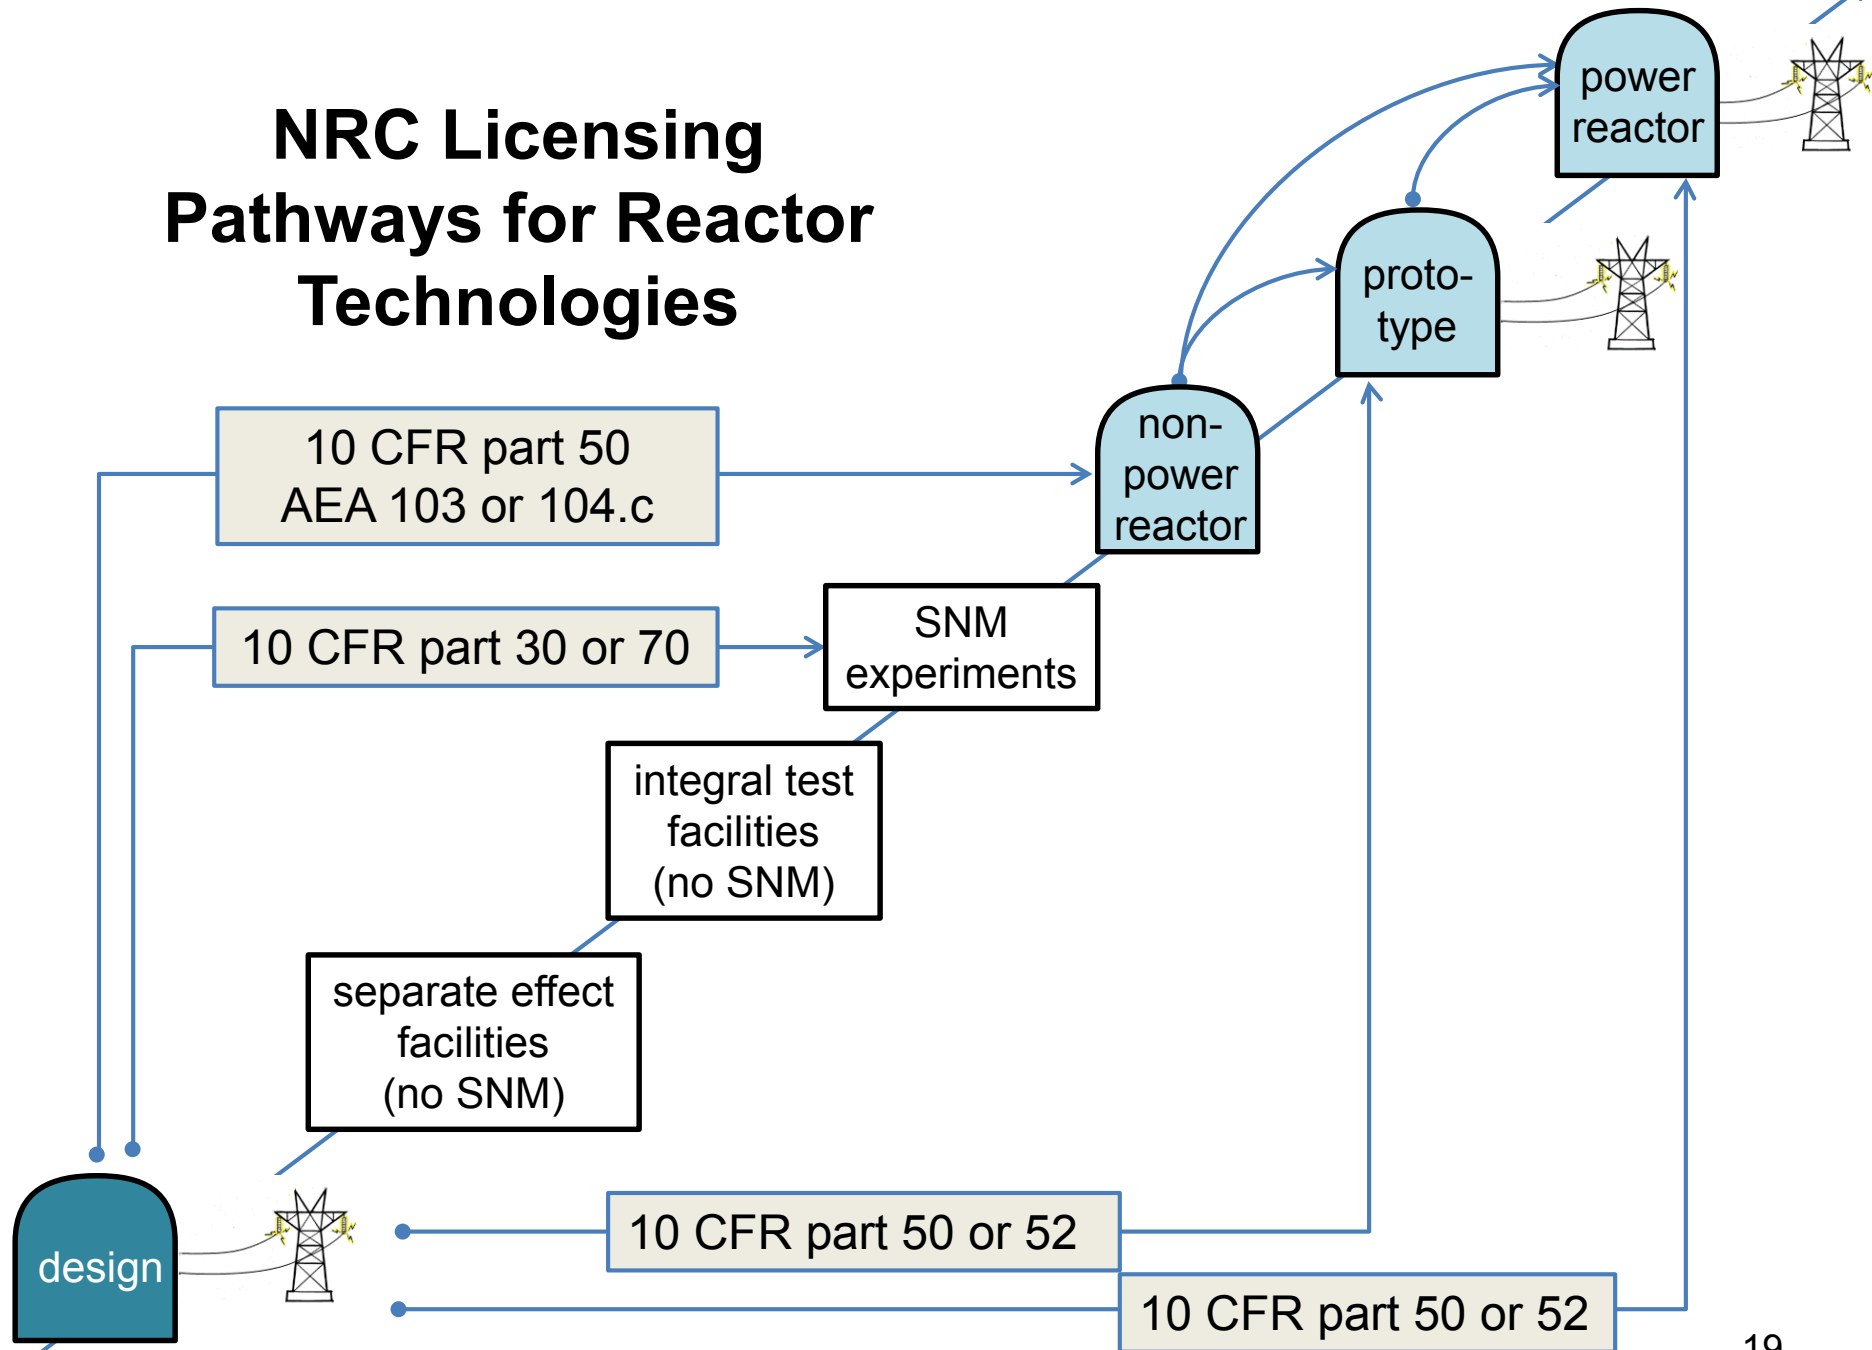 NRC Licensing
Pathways for Reactor
Technologies
power
reactor
proto-
type
non-
power
reactor
10 CFR part 50
AEA 103 or 104.c
10 CFR part 30 or 70
SNM
experiments
integral test
facilities
(no SNM)
separate effect
facilities
(no SNM)
design
10 CFR part 50 or 52
10 CFR part 50 or 52
19